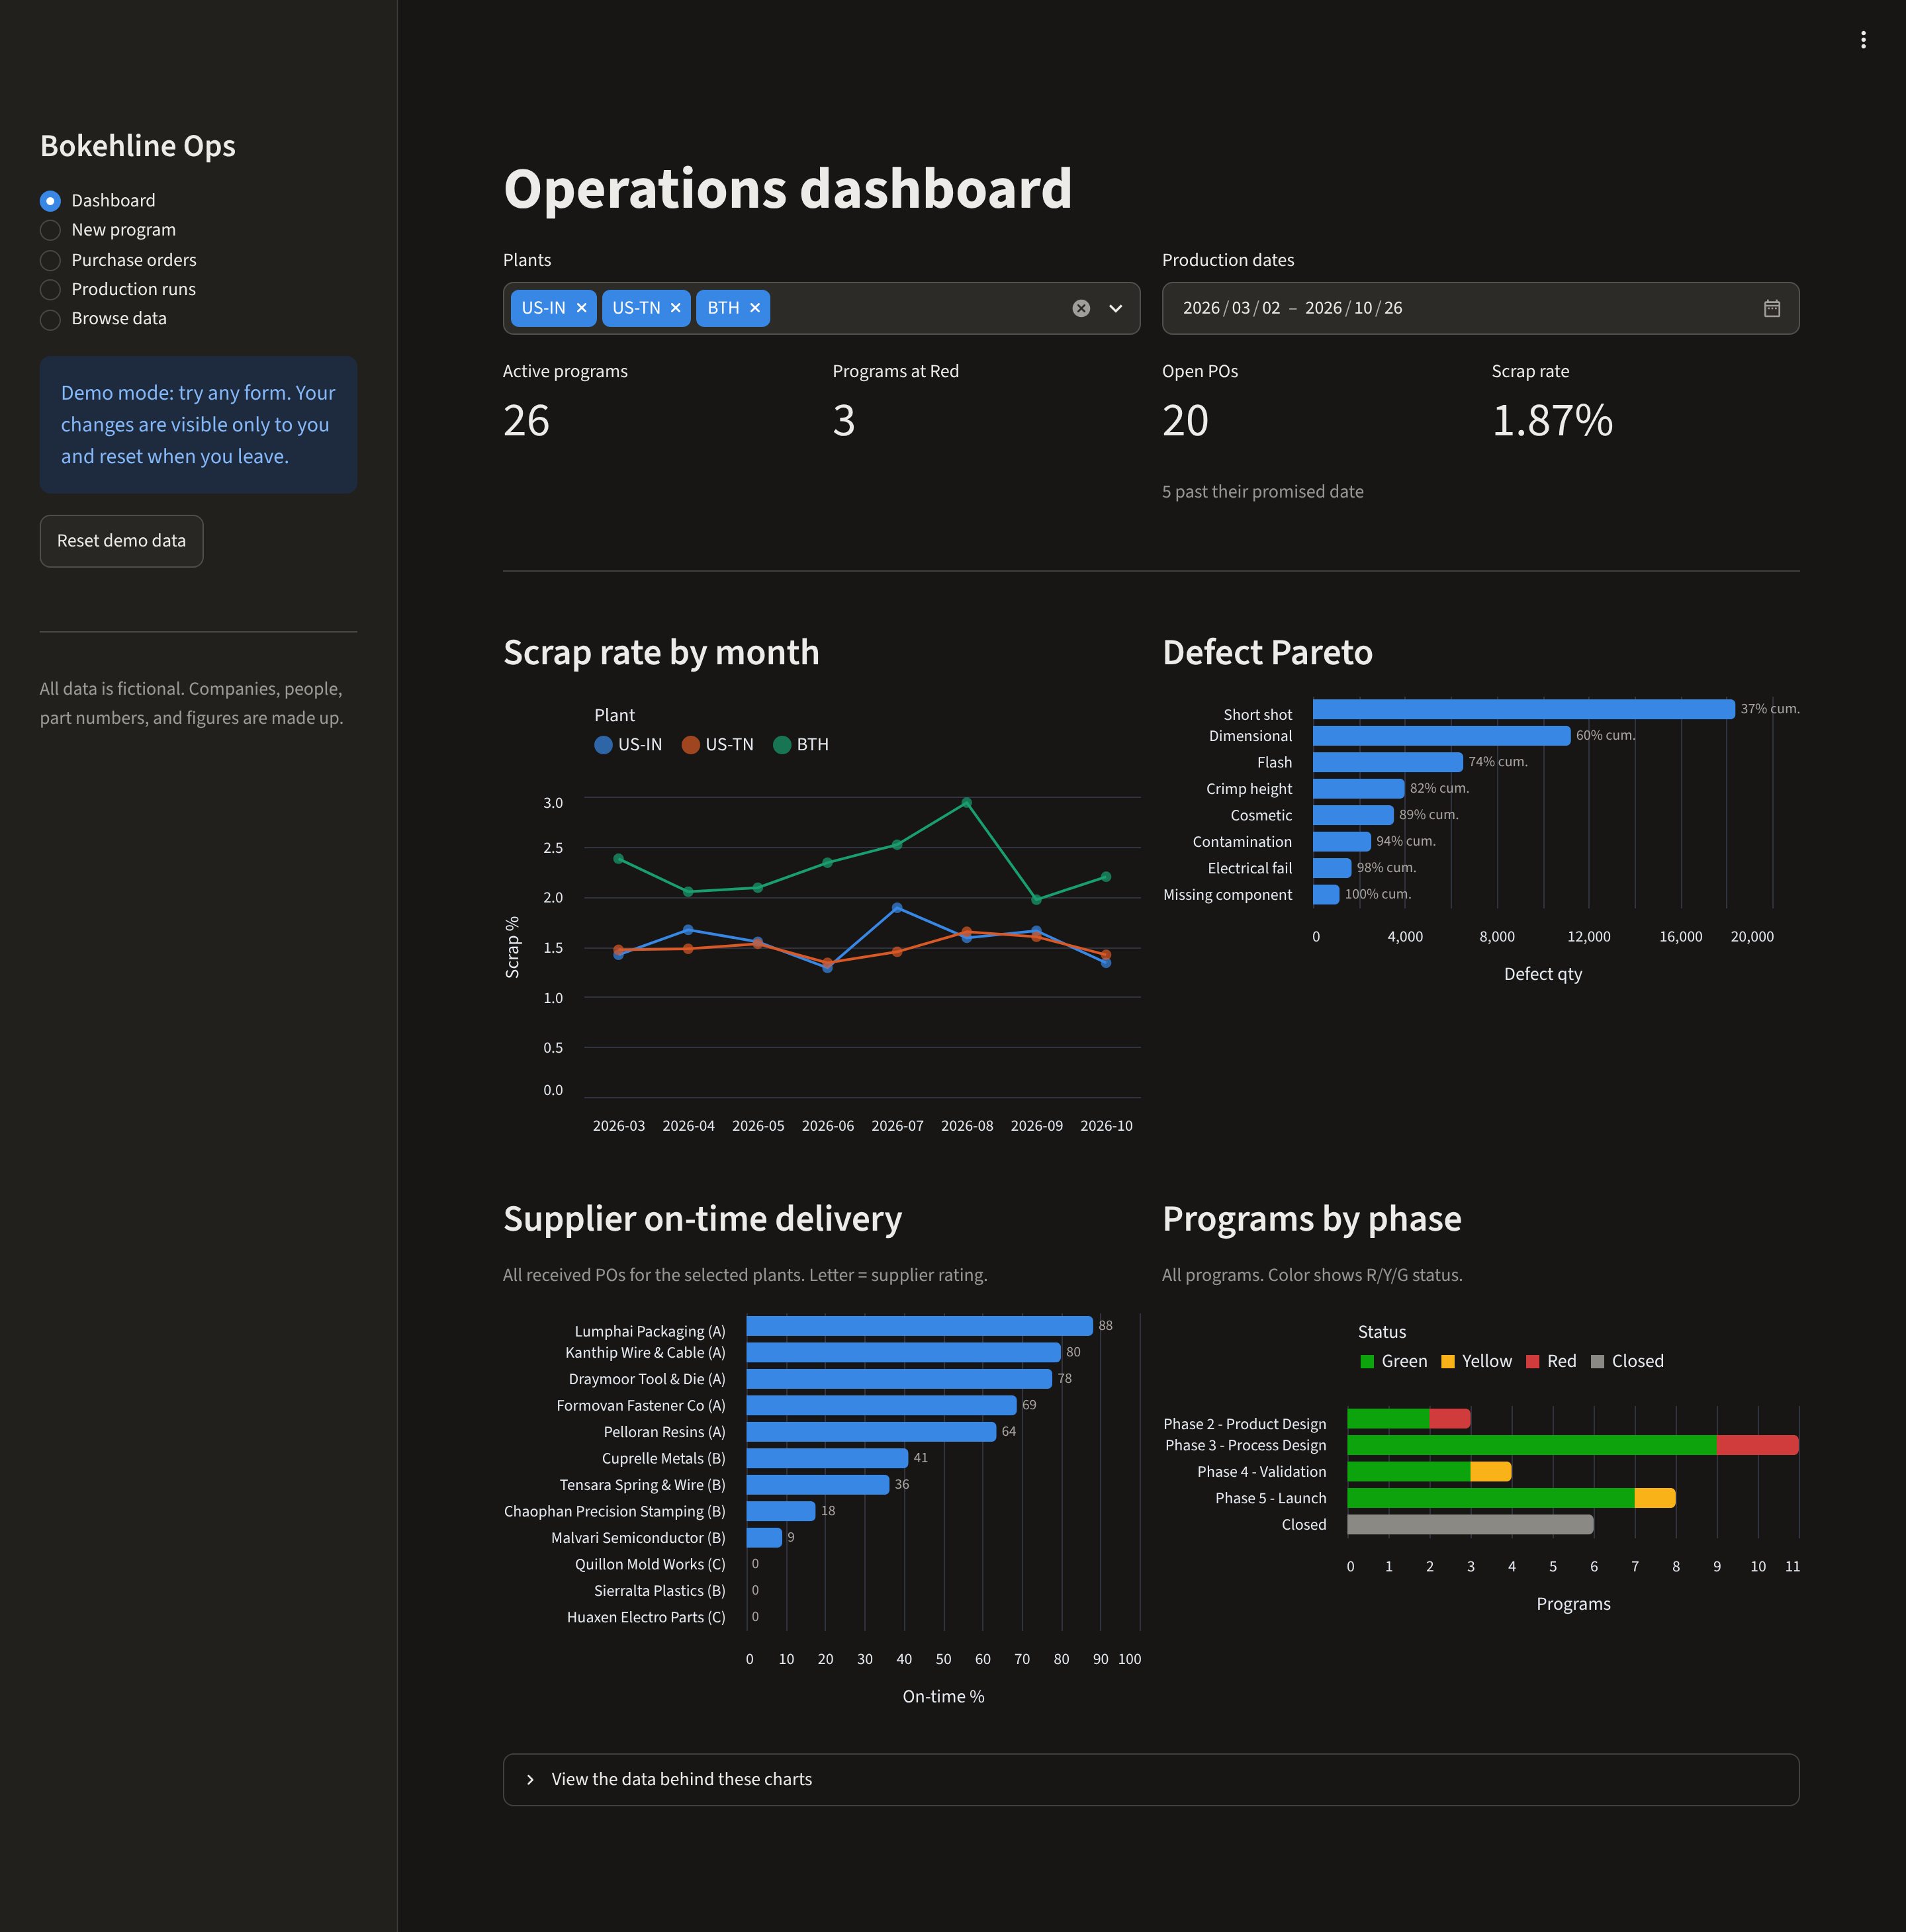 Bokehline Ops
Dashboard
New program
Purchase orders
Production runs
Browse data
Demo mode: try any form. Your
changes are visible only to you
and reset when you leave.
Reset demo data
All data is fictional. Companies, people,
part numbers, and figures are made up.
Operations dashboard
Plants
US-IN US-TN BTH
Production dates
2026/03/02 – 2026/10/26
Active programs
26
Programs at Red
3
Open POs
20
5 past their promised date
Scrap rate
1.87%
Scrap rate by month
Plant
US-IN US-TN BTH
Scrap %
3.0
2.5
2.0
1.5
1.0
0.5
0.0
2026-03 2026-04 2026-05 2026-06 2026-07 2026-08 2026-09 2026-10
Defect Pareto
Short shot 37% cum.
Dimensional 60% cum.
Flash 74% cum.
Crimp height 82% cum.
Cosmetic 89% cum.
Contamination 94% cum.
Electrical fail 98% cum.
Missing component 100% cum.
0 4,000 8,000 12,000 16,000 20,000
Defect qty
Supplier on-time delivery
All received POs for the selected plants. Letter = supplier rating.
Lumphai Packaging (A) 88
Kanthip Wire & Cable (A) 80
Draymoor Tool & Die (A) 78
Formovan Fastener Co (A) 69
Pelloran Resins (A) 64
Cuprelle Metals (B) 41
Tensara Spring & Wire (B) 36
Chaophan Precision Stamping (B) 18
Malvari Semiconductor (B) 9
Quillon Mold Works (C) 0
Sierralta Plastics (B) 0
Huaxen Electro Parts (C) 0
0 10 20 30 40 50 60 70 80 90 100
On-time %
Programs by phase
All programs. Color shows R/Y/G status.
Status
Green Yellow Red Closed
Phase 2 - Product Design
Phase 3 - Process Design
Phase 4 - Validation
Phase 5 - Launch
Closed
0 1 2 3 4 5 6 7 8 9 10 11
Programs
View the data behind these charts